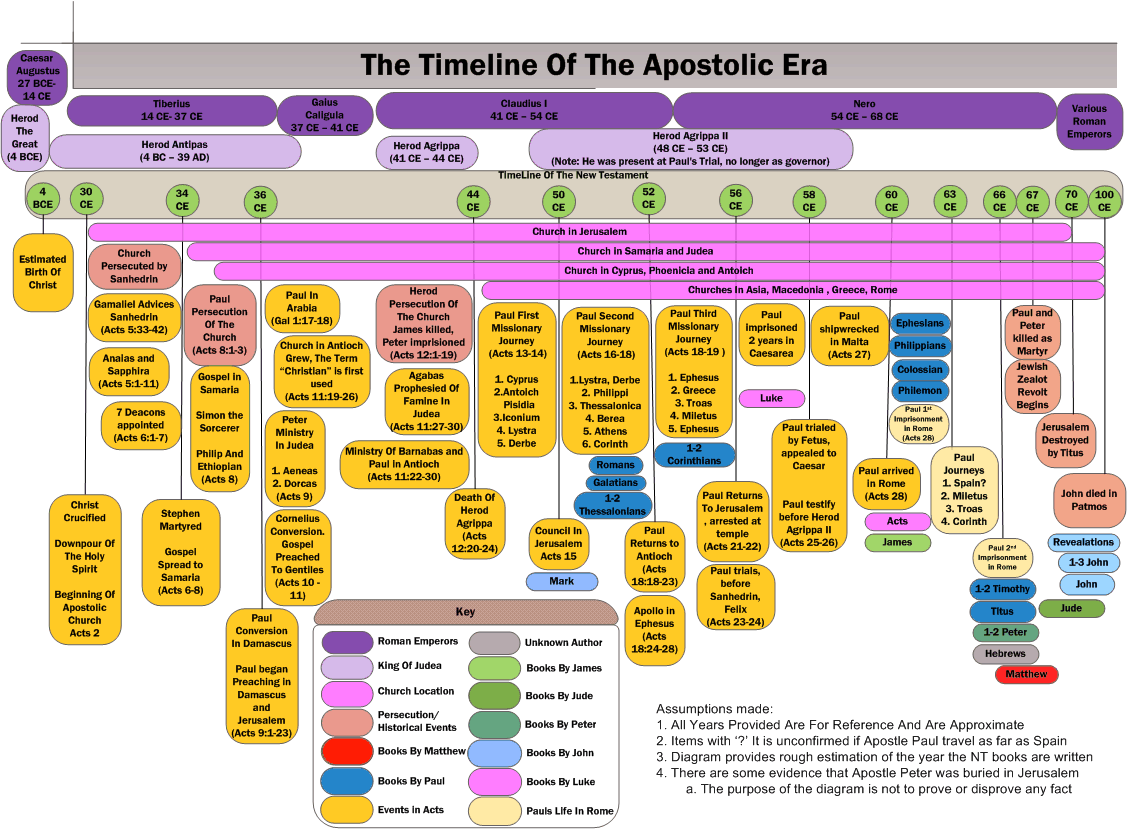 The Timeline Of The Apostolic Era
Caesar
Augustus
27 BCE-
14 CE
Tiberius
14 CE- 37 CE
Gaius
Caligula
37 CE – 41 CE
Claudius I
41 CE – 54 CE
Nero
54 CE – 68 CE
Various
Roman
Emperors
Herod
The
Great
(4 BCE)
Herod Antipas
(4 BC – 39 AD)
Herod Agrippa
(41 CE – 44 CE)
Herod Agrippa II
(48 CE – 53 CE)
(Note: He was present at Paul's Trial, no longer as governor)
TimeLine Of The New Testament
4
BCE
30
CE
34
CE
36
CE
44
CE
50
CE
52
CE
56
CE
58
CE
60
CE
63
CE
66
CE
67
CE
70
CE
100
CE
Church in Jerusalem
Church in Samaria and Judea
Church in Cyprus, Phoenicia and Antoich
Churches In Asia, Macedonia , Greece, Rome
Estimated
Birth Of
Christ
Church
Persecuted by
Sanhedrin
Gamaliel Advices
Sanhedrin
(Acts 5:33-42)
Analas and
Sapphira
(Acts 5:1-11)
7 Deacons
appointed
(Acts 6:1-7)
Christ
Crucified
Downpour Of
The Holy
Spirit
Beginning Of
Apostolic
Church
Acts 2
Paul
Persecution
Of The
Church
(Acts 8:1-3)
Gospel in
Samaria
Simon the
Sorcerer
Philip And
Ethiopian
(Acts 8)
Stephen
Martyred
Gospel
Spread to
Samaria
(Acts 6-8)
Paul In
Arabia
(Gal 1:17-18)
Church in Antioch
Grew, The Term
“Christian” is first
used
(Acts 11:19-26)
Peter
Ministry
In Judea
1. Aeneas
2. Dorcas
(Acts 9)
Cornelius
Conversion.
Gospel
Preached
To Gentiles
(Acts 10 -
11)
Paul
Conversion
In Damascus
Paul began
Preaching in
Damascus
and
Jerusalem
(Acts 9:1-23)
Herod
Persecution Of
The Church
James killed,
Peter imprisioned
(Acts 12:1-19)
Agabas
Prophesied Of
Famine In
Judea
(Acts 11:27-30)
Ministry Of Barnabas and
Paul in Antioch
(Acts 11:22-30)
Death Of
Herod
Agrippa
(Acts
12:20-24)
Paul First
Missionary
Journey
(Acts 13-14)
1. Cyprus
2.Antolch
Pisidia
3.Iconium
4. Lystra
5. Derbe
Council In
Jerusalem
Acts 15
Mark
Paul Second
Missionary
Journey
(Acts 16-18)
1.Lystra, Derbe
2. Philippi
3. Thessalonica
4. Berea
5. Athens
6. Corinth
Romans
Galatians
1-2
Thessalonians
Paul
Returns to
Antioch
(Acts
18:18-23)
Apollo in
Ephesus
(Acts
18:24-28)
Paul Third
Missionary
Journey
(Acts 18-19 )
1. Ephesus
2. Greece
3. Troas
4. Miletus
5. Ephesus
1-2
Corinthians
Paul Returns
To Jerusalem
, arrested at
temple
(Acts 21-22)
Paul trials,
before
Sanhedrin,
Felix
(Acts 23-24)
Paul
Imprisoned
2 years in
Caesarea
Luke
Paul trialed
by Fetus,
appealed to
Caesar
Paul testify
before Herod
Agrippa II
(Acts 25-26)
Paul
shipwrecked
in Malta
(Acts 27)
Ephesians
Philippians
Colossian
Philemon
Paul 1st
Imprisonment
in Rome
(Acts 28)
Paul arrived
in Rome
(Acts 28)
Acts
James
Paul
Journeys
1. Spain?
2. Miletus
3. Troas
4. Corinth
Paul 2nd
Imprisonment
in Rome
1-2 Timothy
Titus
1-2 Peter
Hebrews
Matthew
Paul and
Peter
killed as
Martyr
Jewish
Zealot
Revolt
Begins
Jerusalem
Destroyed
by Titus
John died in
Patmos
Revealations
1-3 John
John
Jude
Key
Roman Emperors
King Of Judea
Church Location
Persecution/
Historical Events
Books By Matthew
Books By Paul
Events in Acts
Unknown Author
Books By James
Books By Jude
Books By Peter
Books By John
Books By Luke
Pauls Life In Rome
Assumptions made:
1. All Years Provided Are For Reference And Are Approximate
2. Items with ‘?’ It is unconfirmed if Apostle Paul travel as far as Spain
3. Diagram provides rough estimation of the year the NT books are written
4. There are some evidence that Apostle Peter was buried in Jerusalem
a. The purpose of the diagram is not to prove or disprove any fact